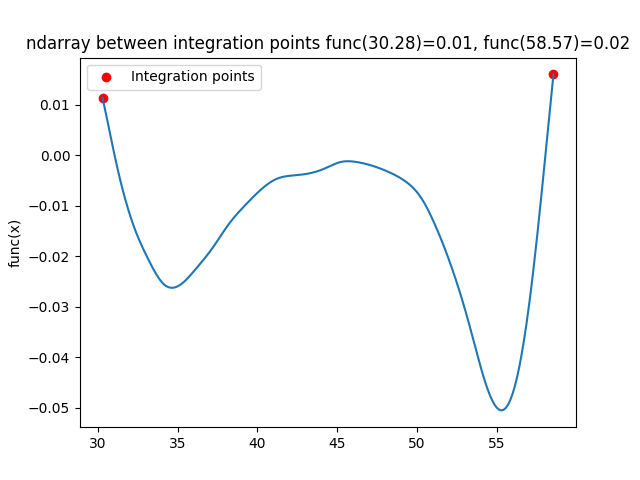 ndarray between integration points func(30.28)=0.01, func(58.57)=0.02
Integration points
func(x)
0.01
0.00
−0.01
−0.02
−0.03
−0.04
−0.05
30 35 40 45 50 55